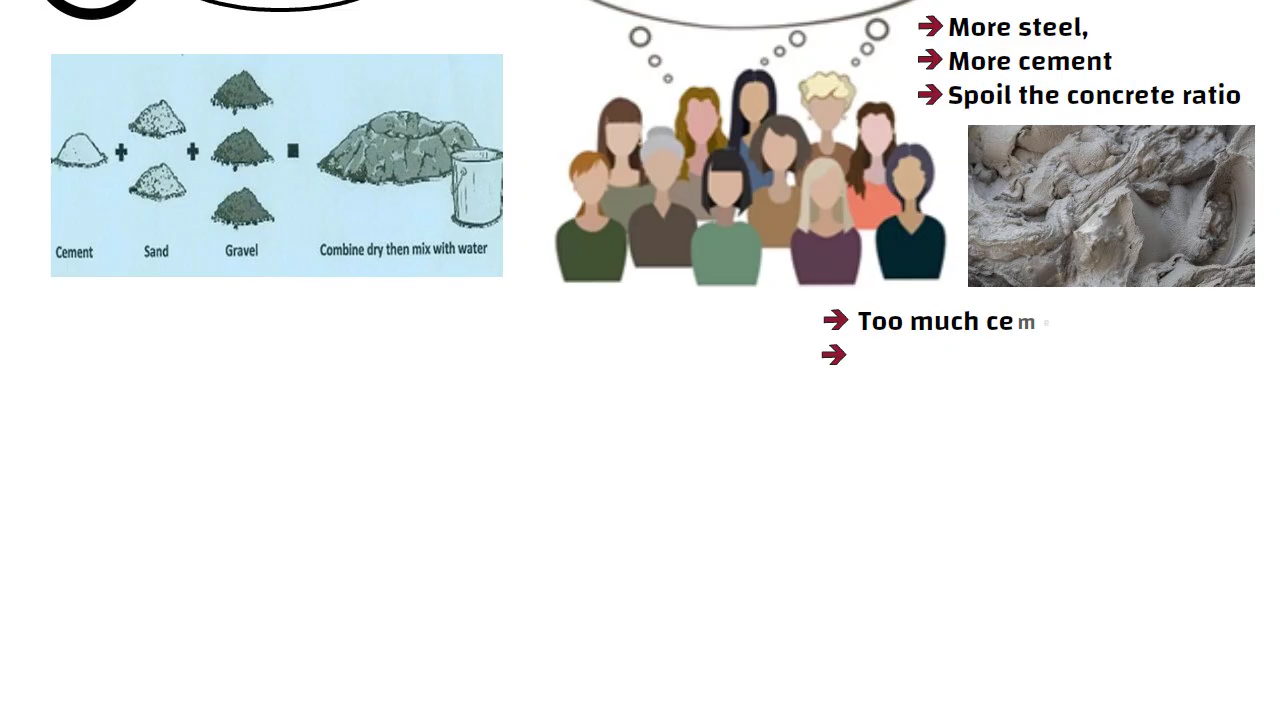 More steel,
More cement
Spoil the concrete ratio
Cement Sand Gravel Combine dry then mix with water
Too much cem